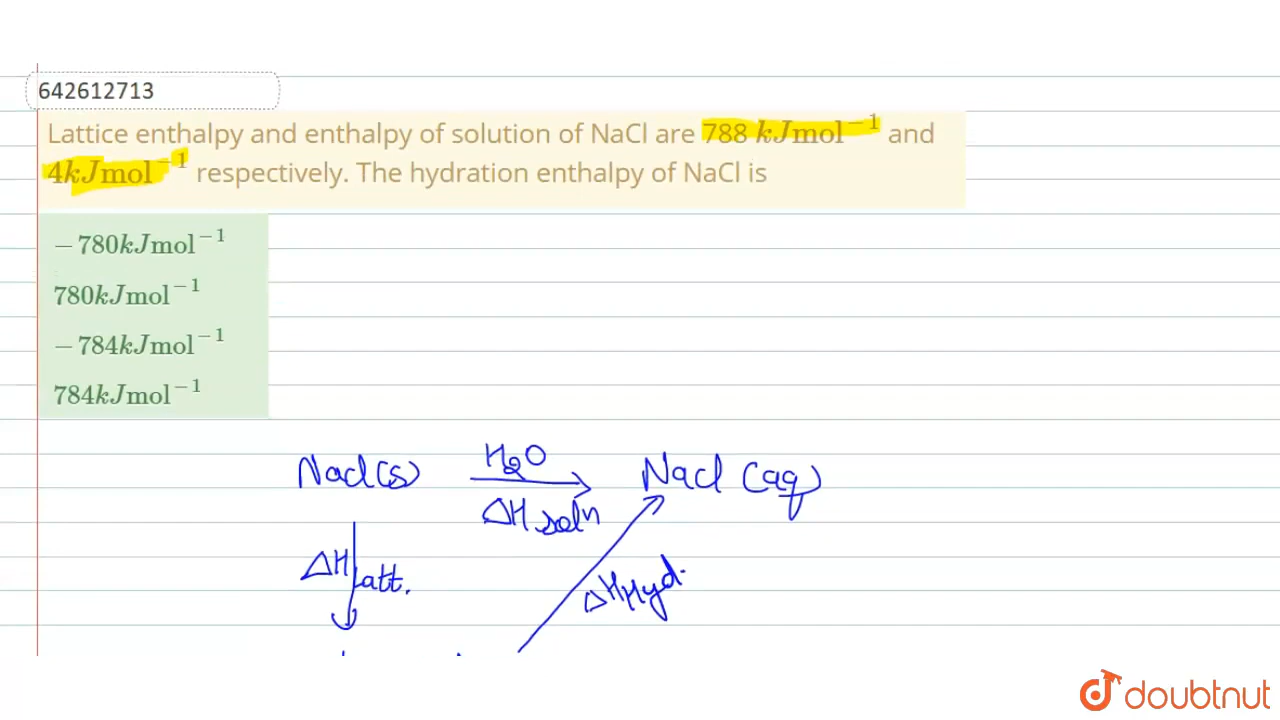 642612713
Lattice enthalpy and enthalpy of solution of NaCl are 788 kJmol⁻¹ and
4kJmol⁻¹ respectively. The hydration enthalpy of NaCl is
−780kJmol⁻¹
780kJmol⁻¹
−784kJmol⁻¹
784kJmol⁻¹
Nacl(s) H₂O Nacl (aq)
ΔH soln
ΔH Latt. ΔH Hyd.
doubtnut